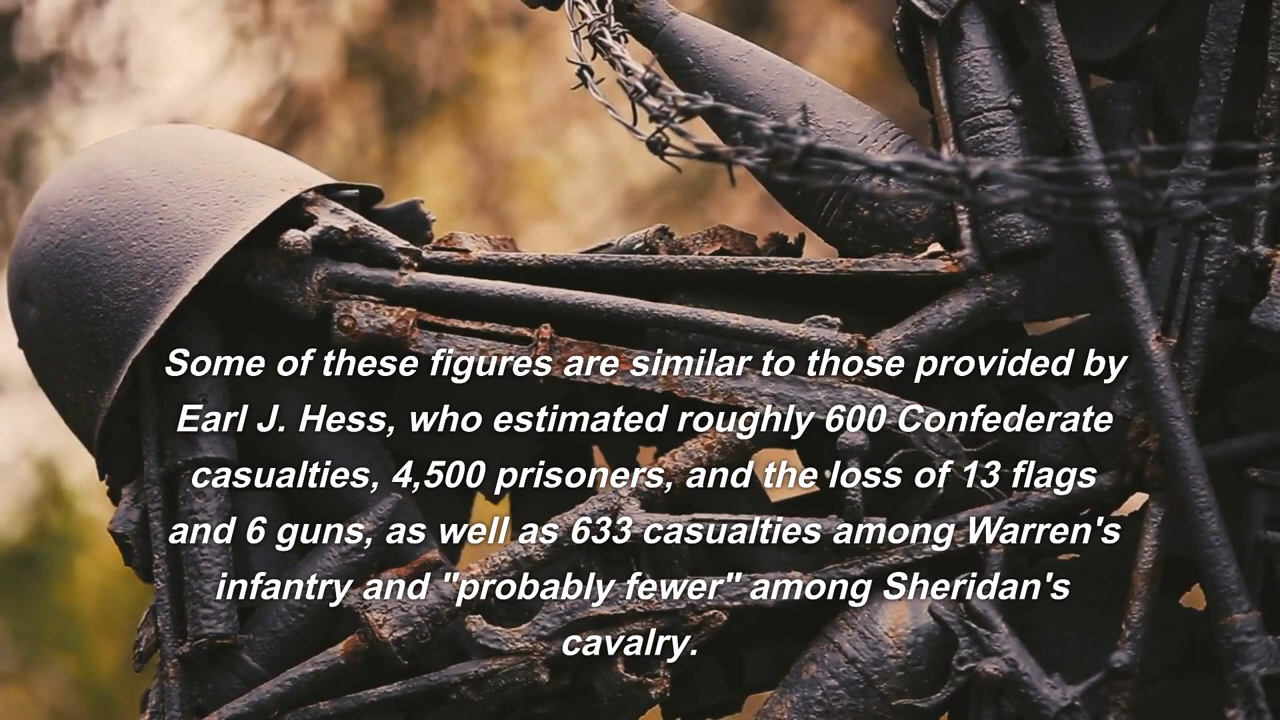 Some of these figures are similar to those provided by
Earl J. Hess, who estimated roughly 600 Confederate
casualties, 4,500 prisoners, and the loss of 13 flags
and 6 guns, as well as 633 casualties among Warren's
infantry and "probably fewer" among Sheridan's
cavalry.